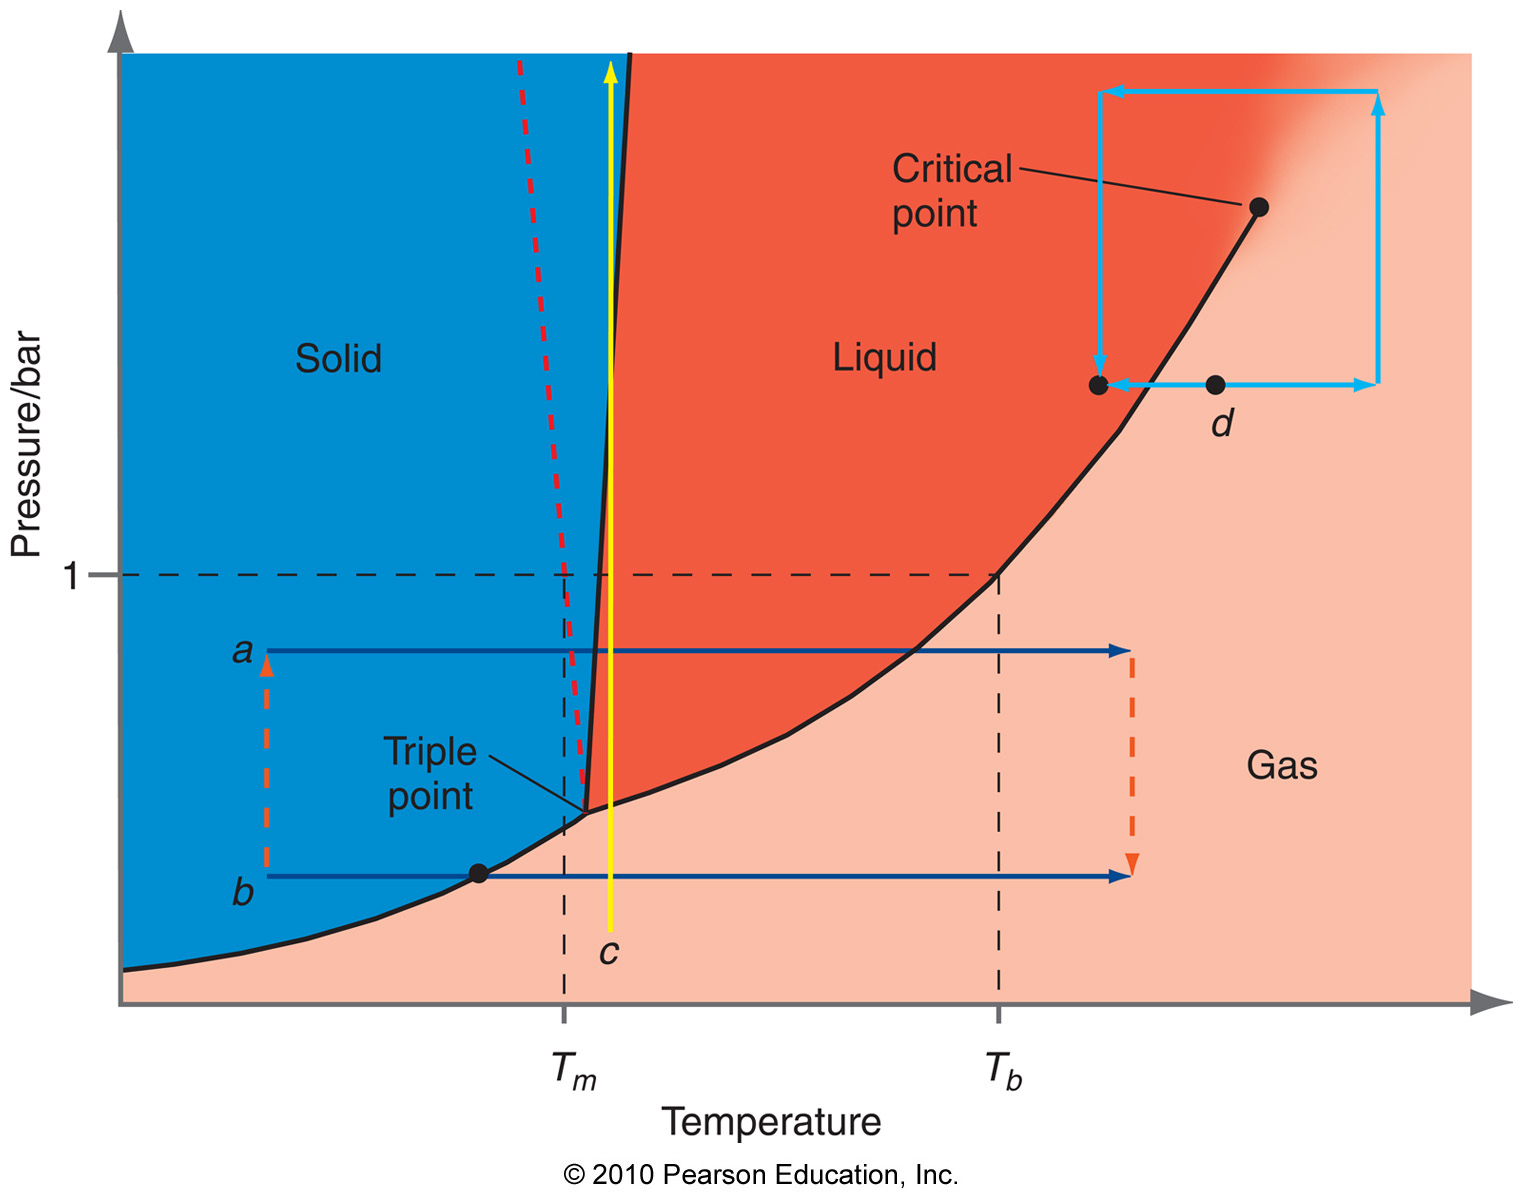 Critical
point
Solid
Liquid
d
Pressure/bar
1
a
Triple
point
Gas
b
c
Tm
Tb
Temperature
© 2010 Pearson Education, Inc.